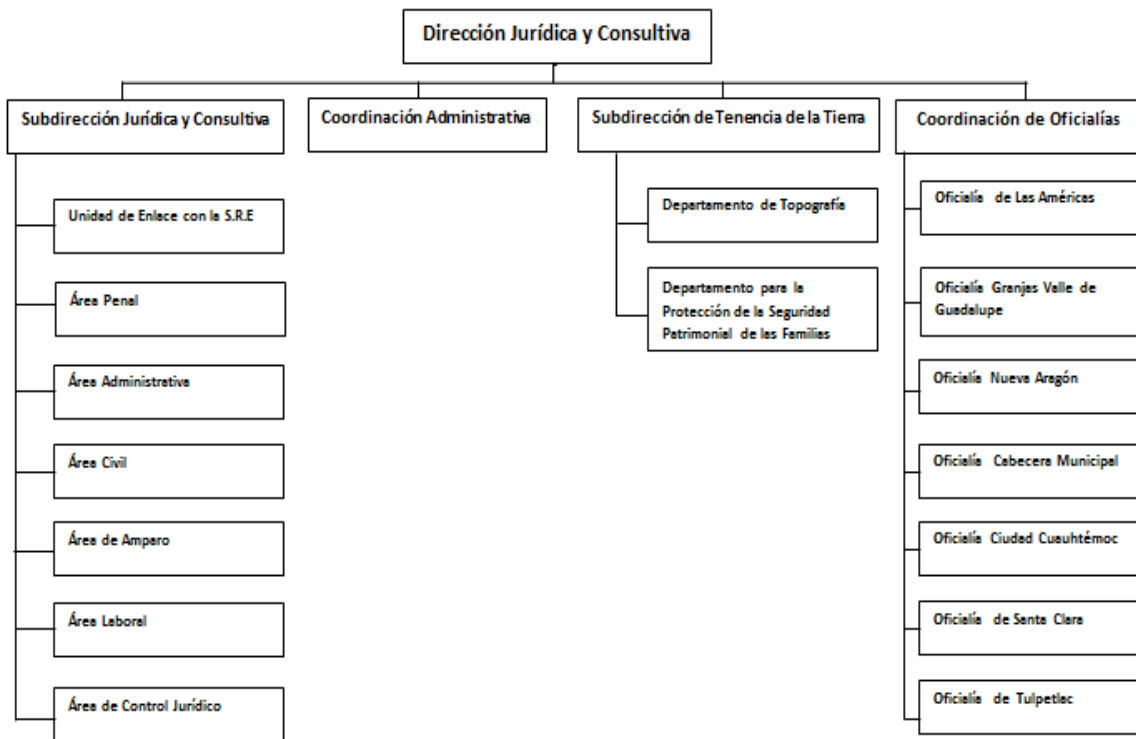 Dirección Jurídica y Consultiva
Subdirección Jurídica y Consultiva
Coordinación Administrativa
Subdirección de Tenencia de la Tierra
Coordinación de Oficialías
Unidad de Enlace con la S.R.E
Área Penal
Área Administrativa
Área Civil
Área de Amparo
Área Laboral
Área de Control Jurídico
Departamento de Topografía
Departamento para la
Protección de la Seguridad
Patrimonial de las Familias
Oficialía de Las Américas
Oficialía Granjas Valle de
Guadalupe
Oficialía Nueva Aragón
Oficialía Cabecera Municipal
Oficialía Ciudad Cuauhtémoc
Oficialía de Santa Clara
Oficialía de Tulpetlac